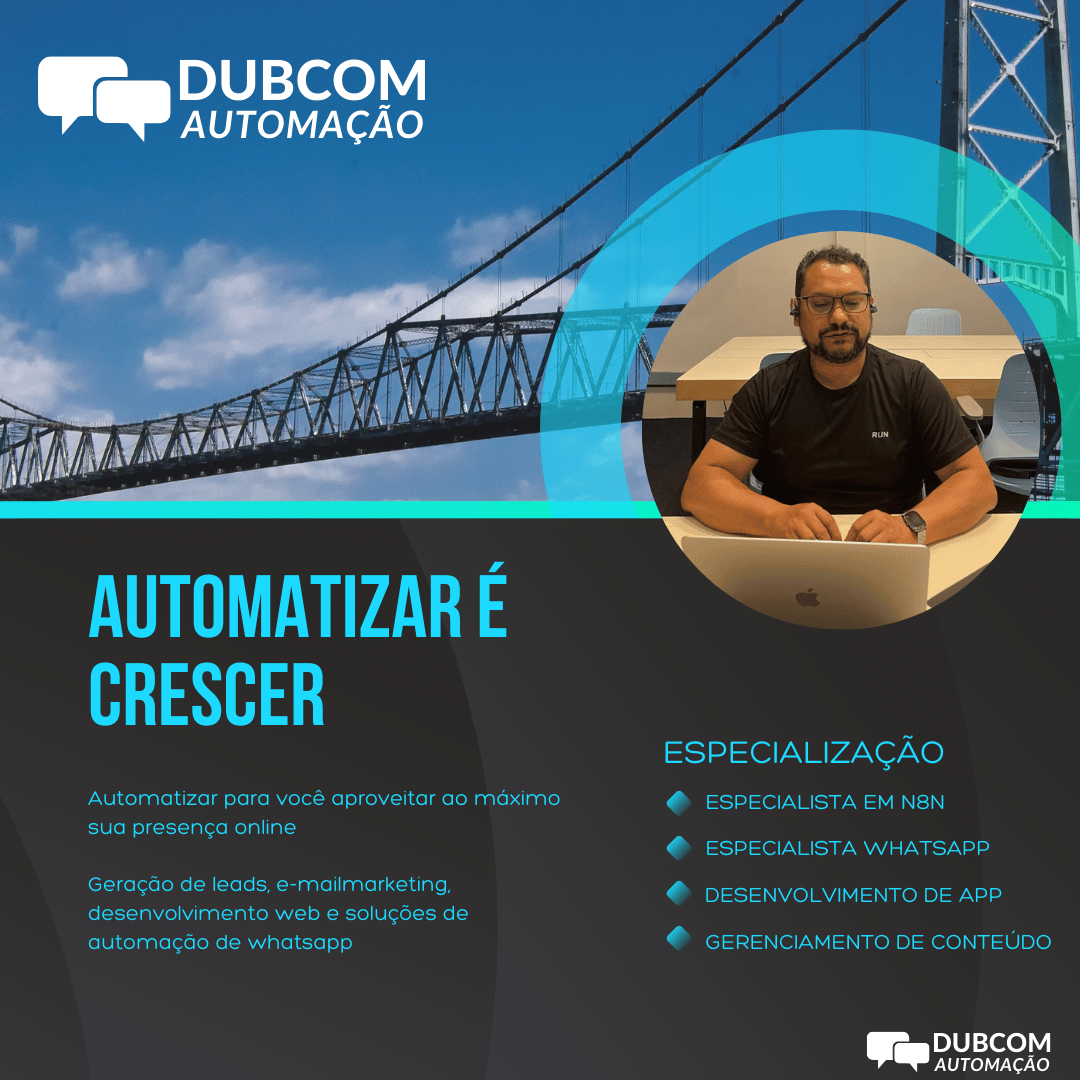 DUBCOM
AUTOMAÇÃO
RUN
AUTOMATIZAR É
CRESCER
Automatizar para você aproveitar ao máximo
sua presença online
Geração de leads, e-mailmarketing,
desenvolvimento web e soluções de
automação de whatsapp
ESPECIALIZAÇÃO
ESPECIALISTA EM N8N
ESPECIALISTA WHATSAPP
DESENVOLVIMENTO DE APP
GERENCIAMENTO DE CONTEÚDO
DUBCOM
AUTOMAÇÃO